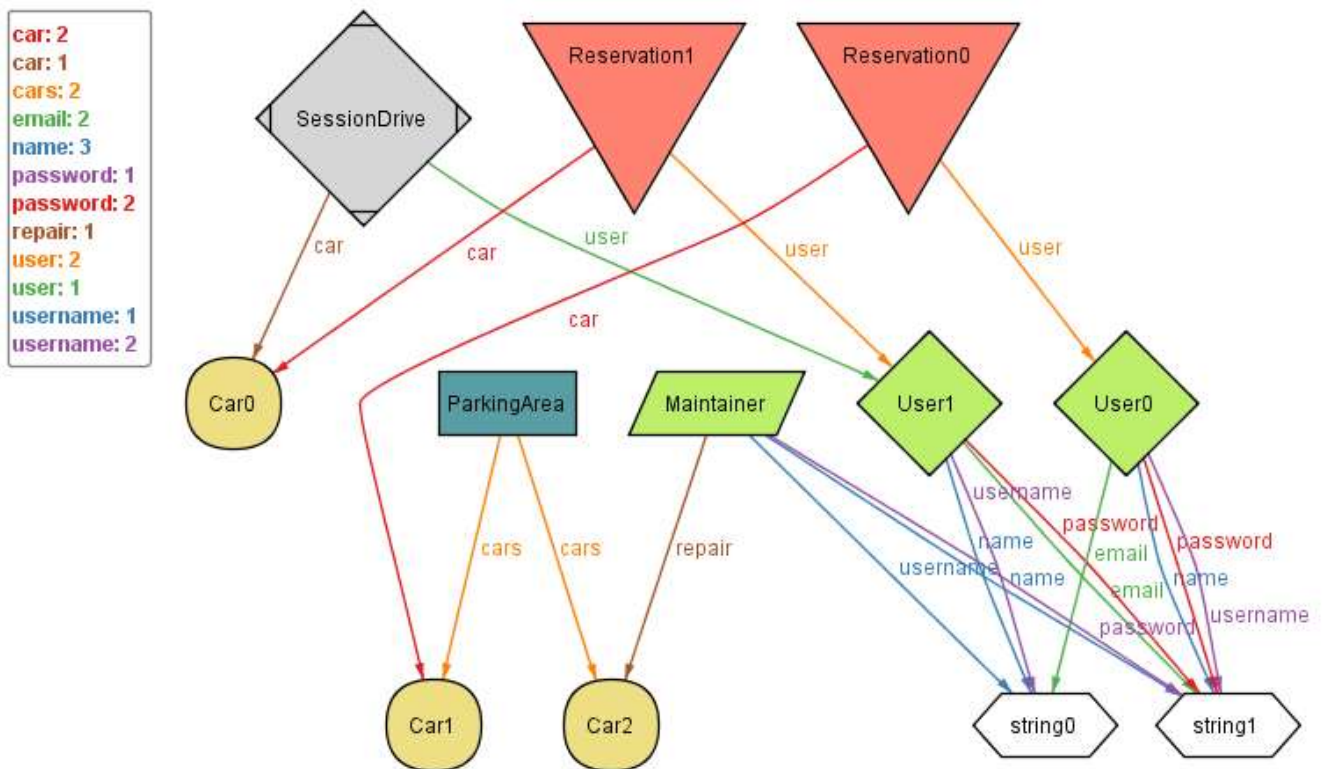 car: 2
car: 1
cars: 2
email: 2
name: 3
password: 1
password: 2
repair: 1
user: 2
user: 1
username: 1
username: 2
SessionDrive
Reservation1
Reservation0
car
car
car
user
user
user
Car0
ParkingArea
Maintainer
User1
User0
cars
cars
repair
username
name
name
username
password
email
email
password
password
name
username
Car1
Car2
string0
string1